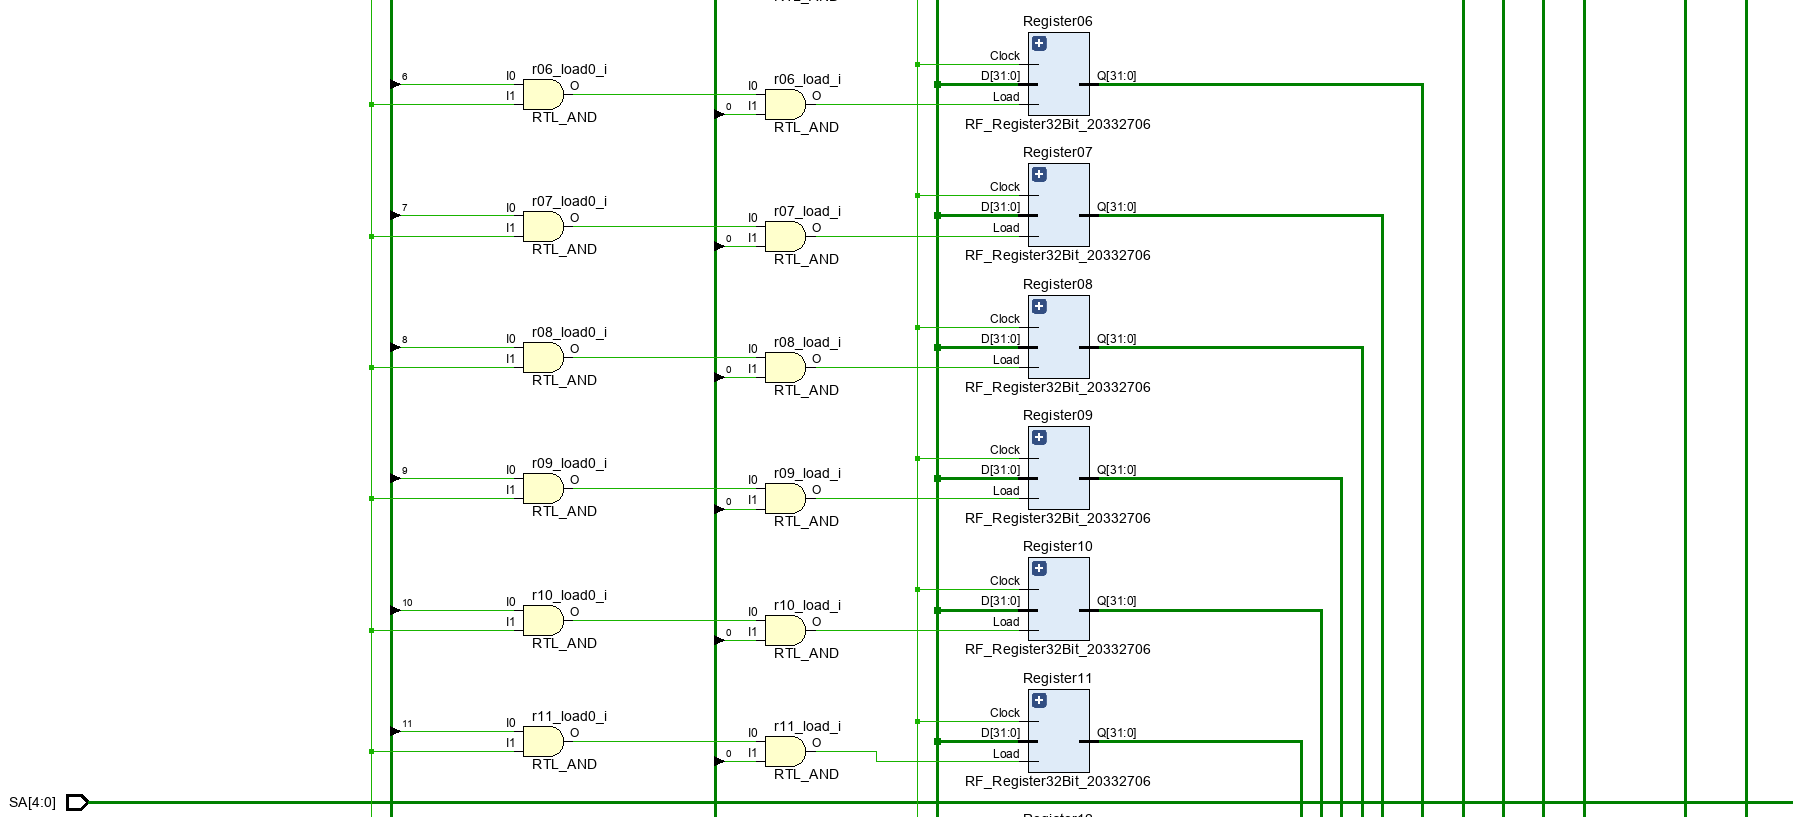 RTL_AND
Register06
r06_load0_i
r06_load_i
Clock
6
I0
O
I0
D[31:0]
Q[31:0]
I1
0
I1
O
Load
RTL_AND
RTL_AND
RF_Register32Bit_20332706
Register07
r07_load0_i
r07_load_i
Clock
7
I0
O
I0
D[31:0]
Q[31:0]
I1
0
I1
O
Load
RTL_AND
RTL_AND
RF_Register32Bit_20332706
Register08
r08_load0_i
r08_load_i
Clock
8
I0
O
I0
D[31:0]
Q[31:0]
I1
0
I1
O
Load
RTL_AND
RTL_AND
RF_Register32Bit_20332706
Register09
r09_load0_i
r09_load_i
Clock
9
I0
O
I0
D[31:0]
Q[31:0]
I1
0
I1
O
Load
RTL_AND
RTL_AND
RF_Register32Bit_20332706
Register10
r10_load0_i
r10_load_i
Clock
10
I0
O
I0
D[31:0]
Q[31:0]
I1
0
I1
O
Load
RTL_AND
RTL_AND
RF_Register32Bit_20332706
Register11
r11_load0_i
r11_load_i
Clock
11
I0
O
I0
D[31:0]
Q[31:0]
I1
0
I1
O
Load
RTL_AND
RTL_AND
RF_Register32Bit_20332706
SA[4:0]